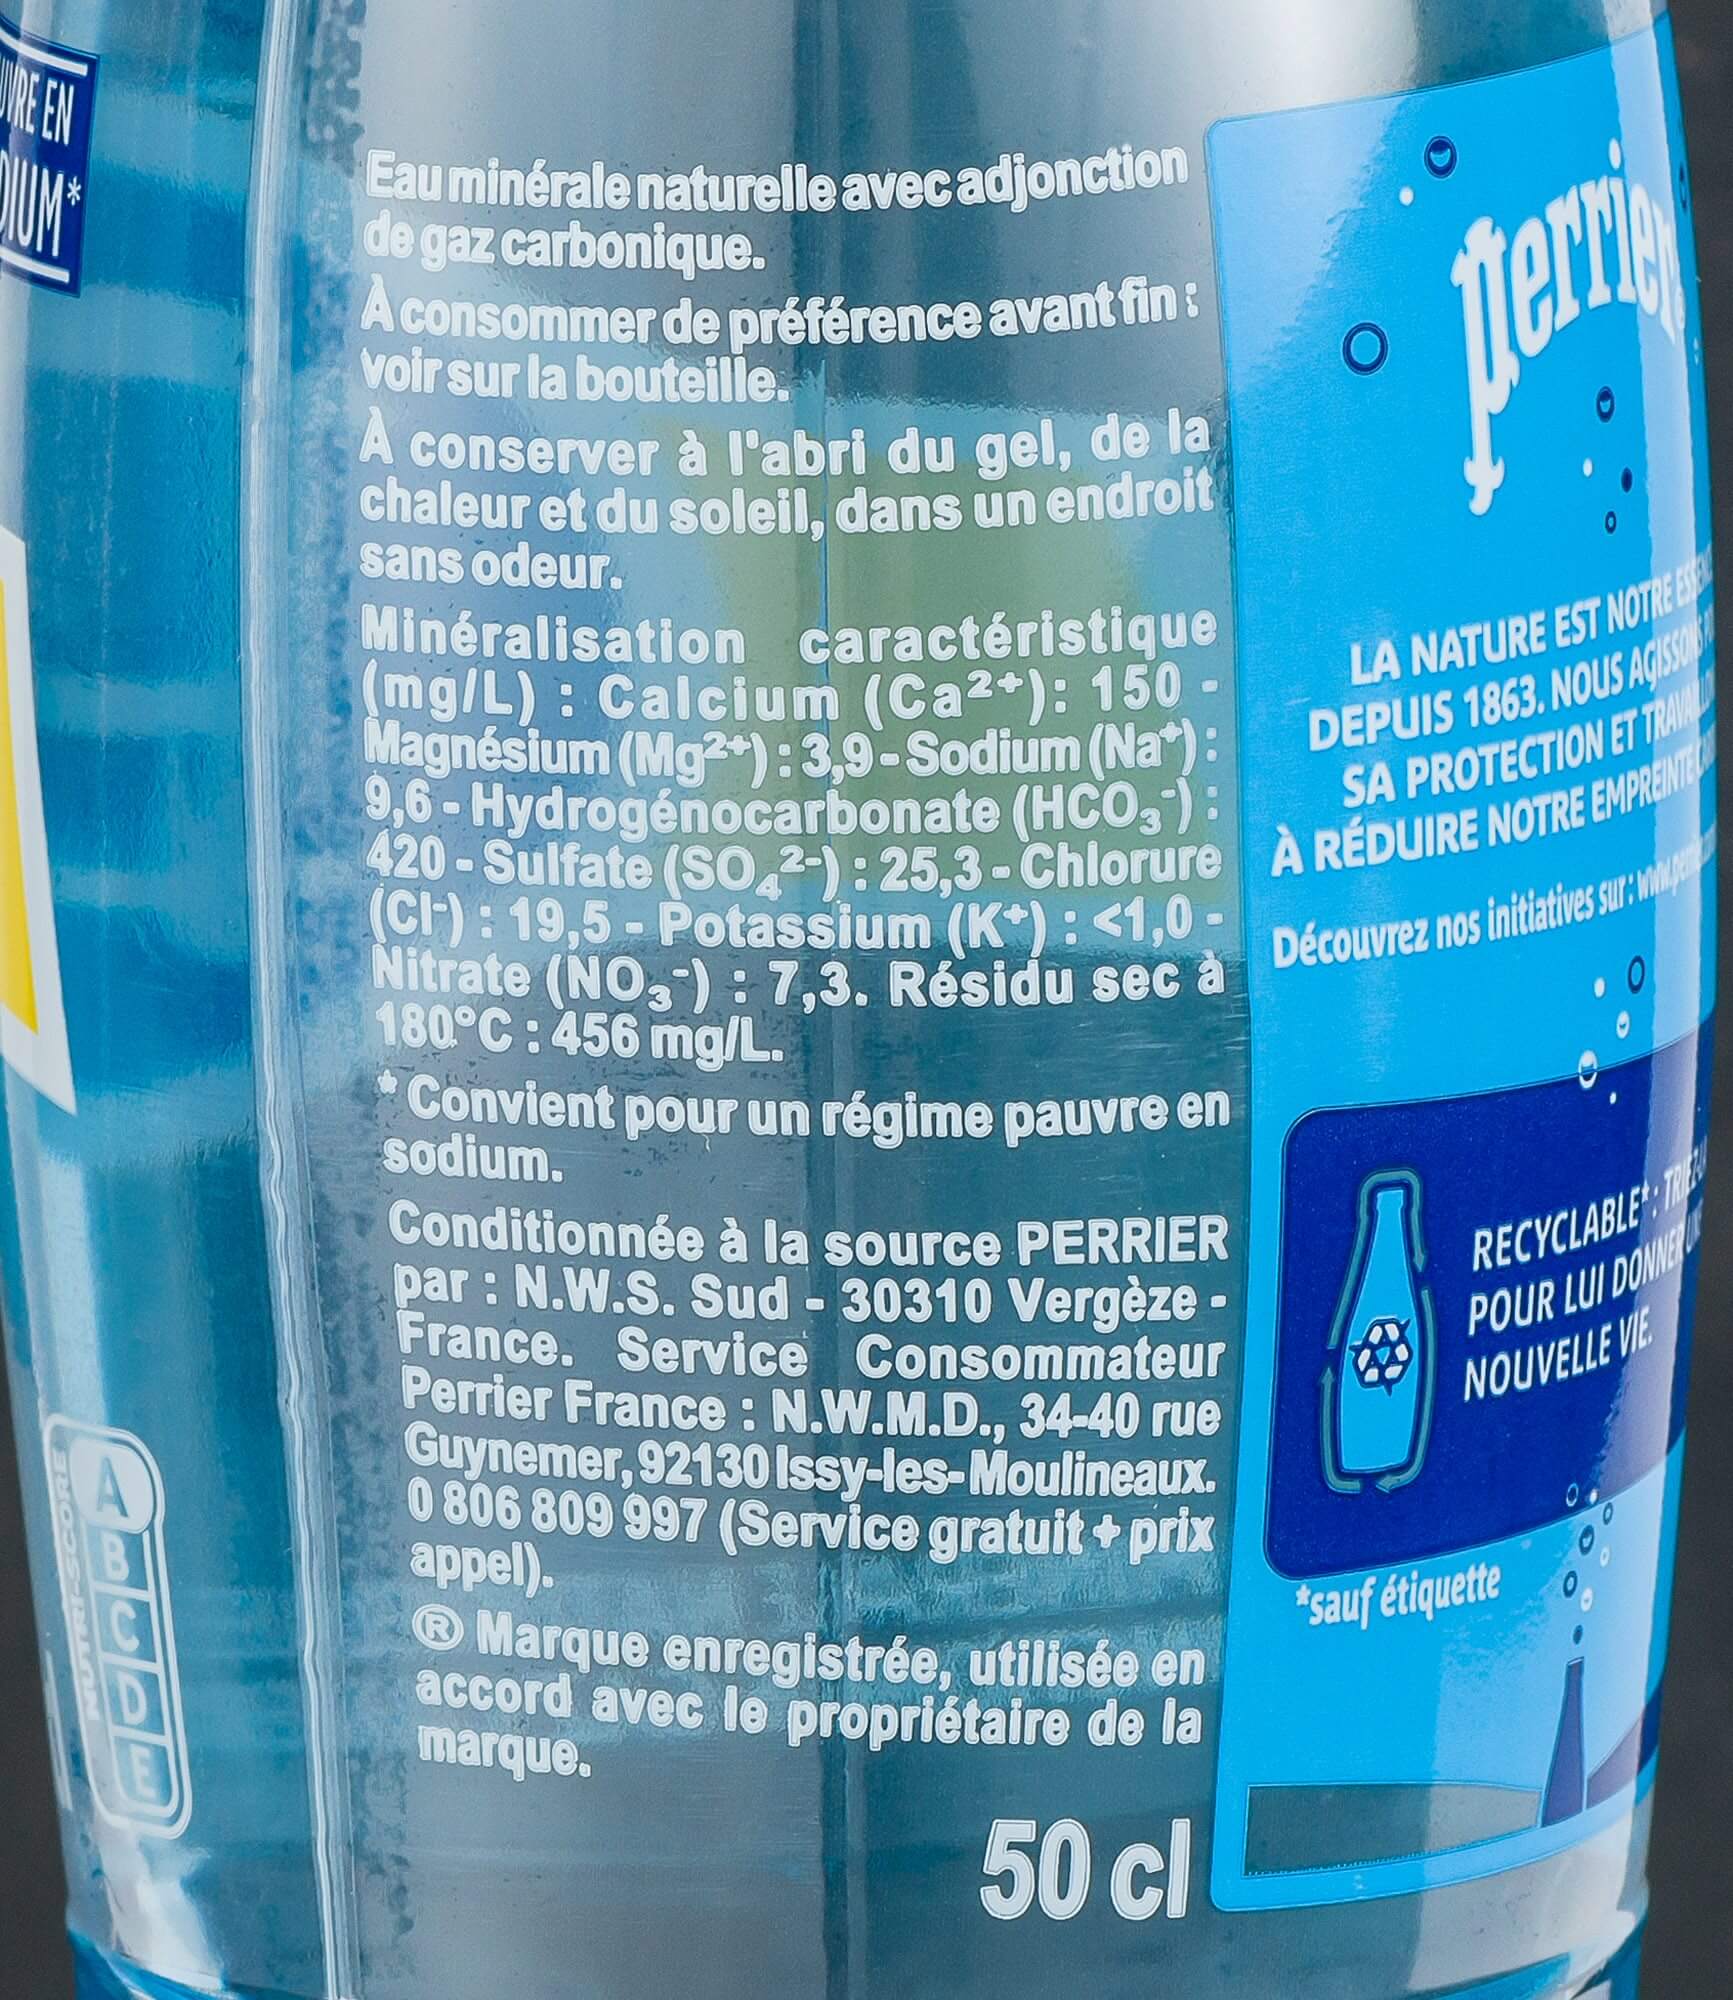 UVRE EN
DIUM*
NUTRI-SCORE
A
B
C
D
E
Eau minérale naturelle avec adjonction
de gaz carbonique.
À consommer de préférence avant fin :
voir sur la bouteille.
À conserver à l'abri du gel, de la
chaleur et du soleil, dans un endroit
sans odeur.
Minéralisation caractéristique
(mg/L) : Calcium (Ca²⁺): 150 -
Magnésium (Mg²⁺) : 3,9 - Sodium (Na⁺) :
9,6 - Hydrogénocarbonate (HCO₃⁻) :
420 - Sulfate (SO₄²⁻) : 25,3 - Chlorure
(Cl⁻) : 19,5 - Potassium (K⁺) : <1,0 -
Nitrate (NO₃⁻) : 7,3. Résidu sec à
180°C : 456 mg/L.
* Convient pour un régime pauvre en
sodium.
Conditionnée à la source PERRIER
par : N.W.S. Sud - 30310 Vergèze -
France. Service Consommateur
Perrier France : N.W.M.D., 34-40 rue
Guynemer, 92130 Issy-les-Moulineaux.
0 806 809 997 (Service gratuit + prix
appel).
® Marque enregistrée, utilisée en
accord avec le propriétaire de la
marque.
50 cl
perrier
LA NATURE EST NOTRE
DEPUIS 1863. NOUS AGISSONS
SA PROTECTION ET
À RÉDUIRE NOTRE EMPREINTE
Découvrez nos initiatives sur :
RECYCLABLE* :
POUR LUI DONNER
NOUVELLE VIE.
*sauf étiquette